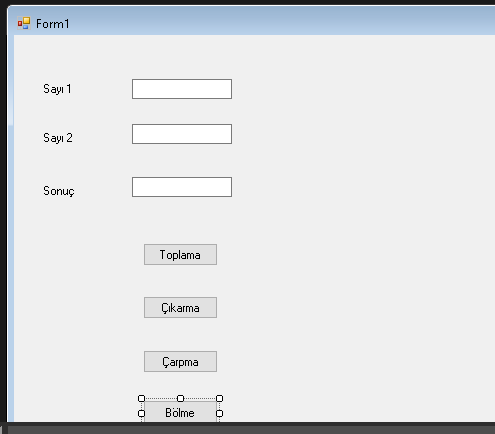 Form1
Sayı 1
Sayı 2
Sonuç
Toplama
Çıkarma
Çarpma
Bölme